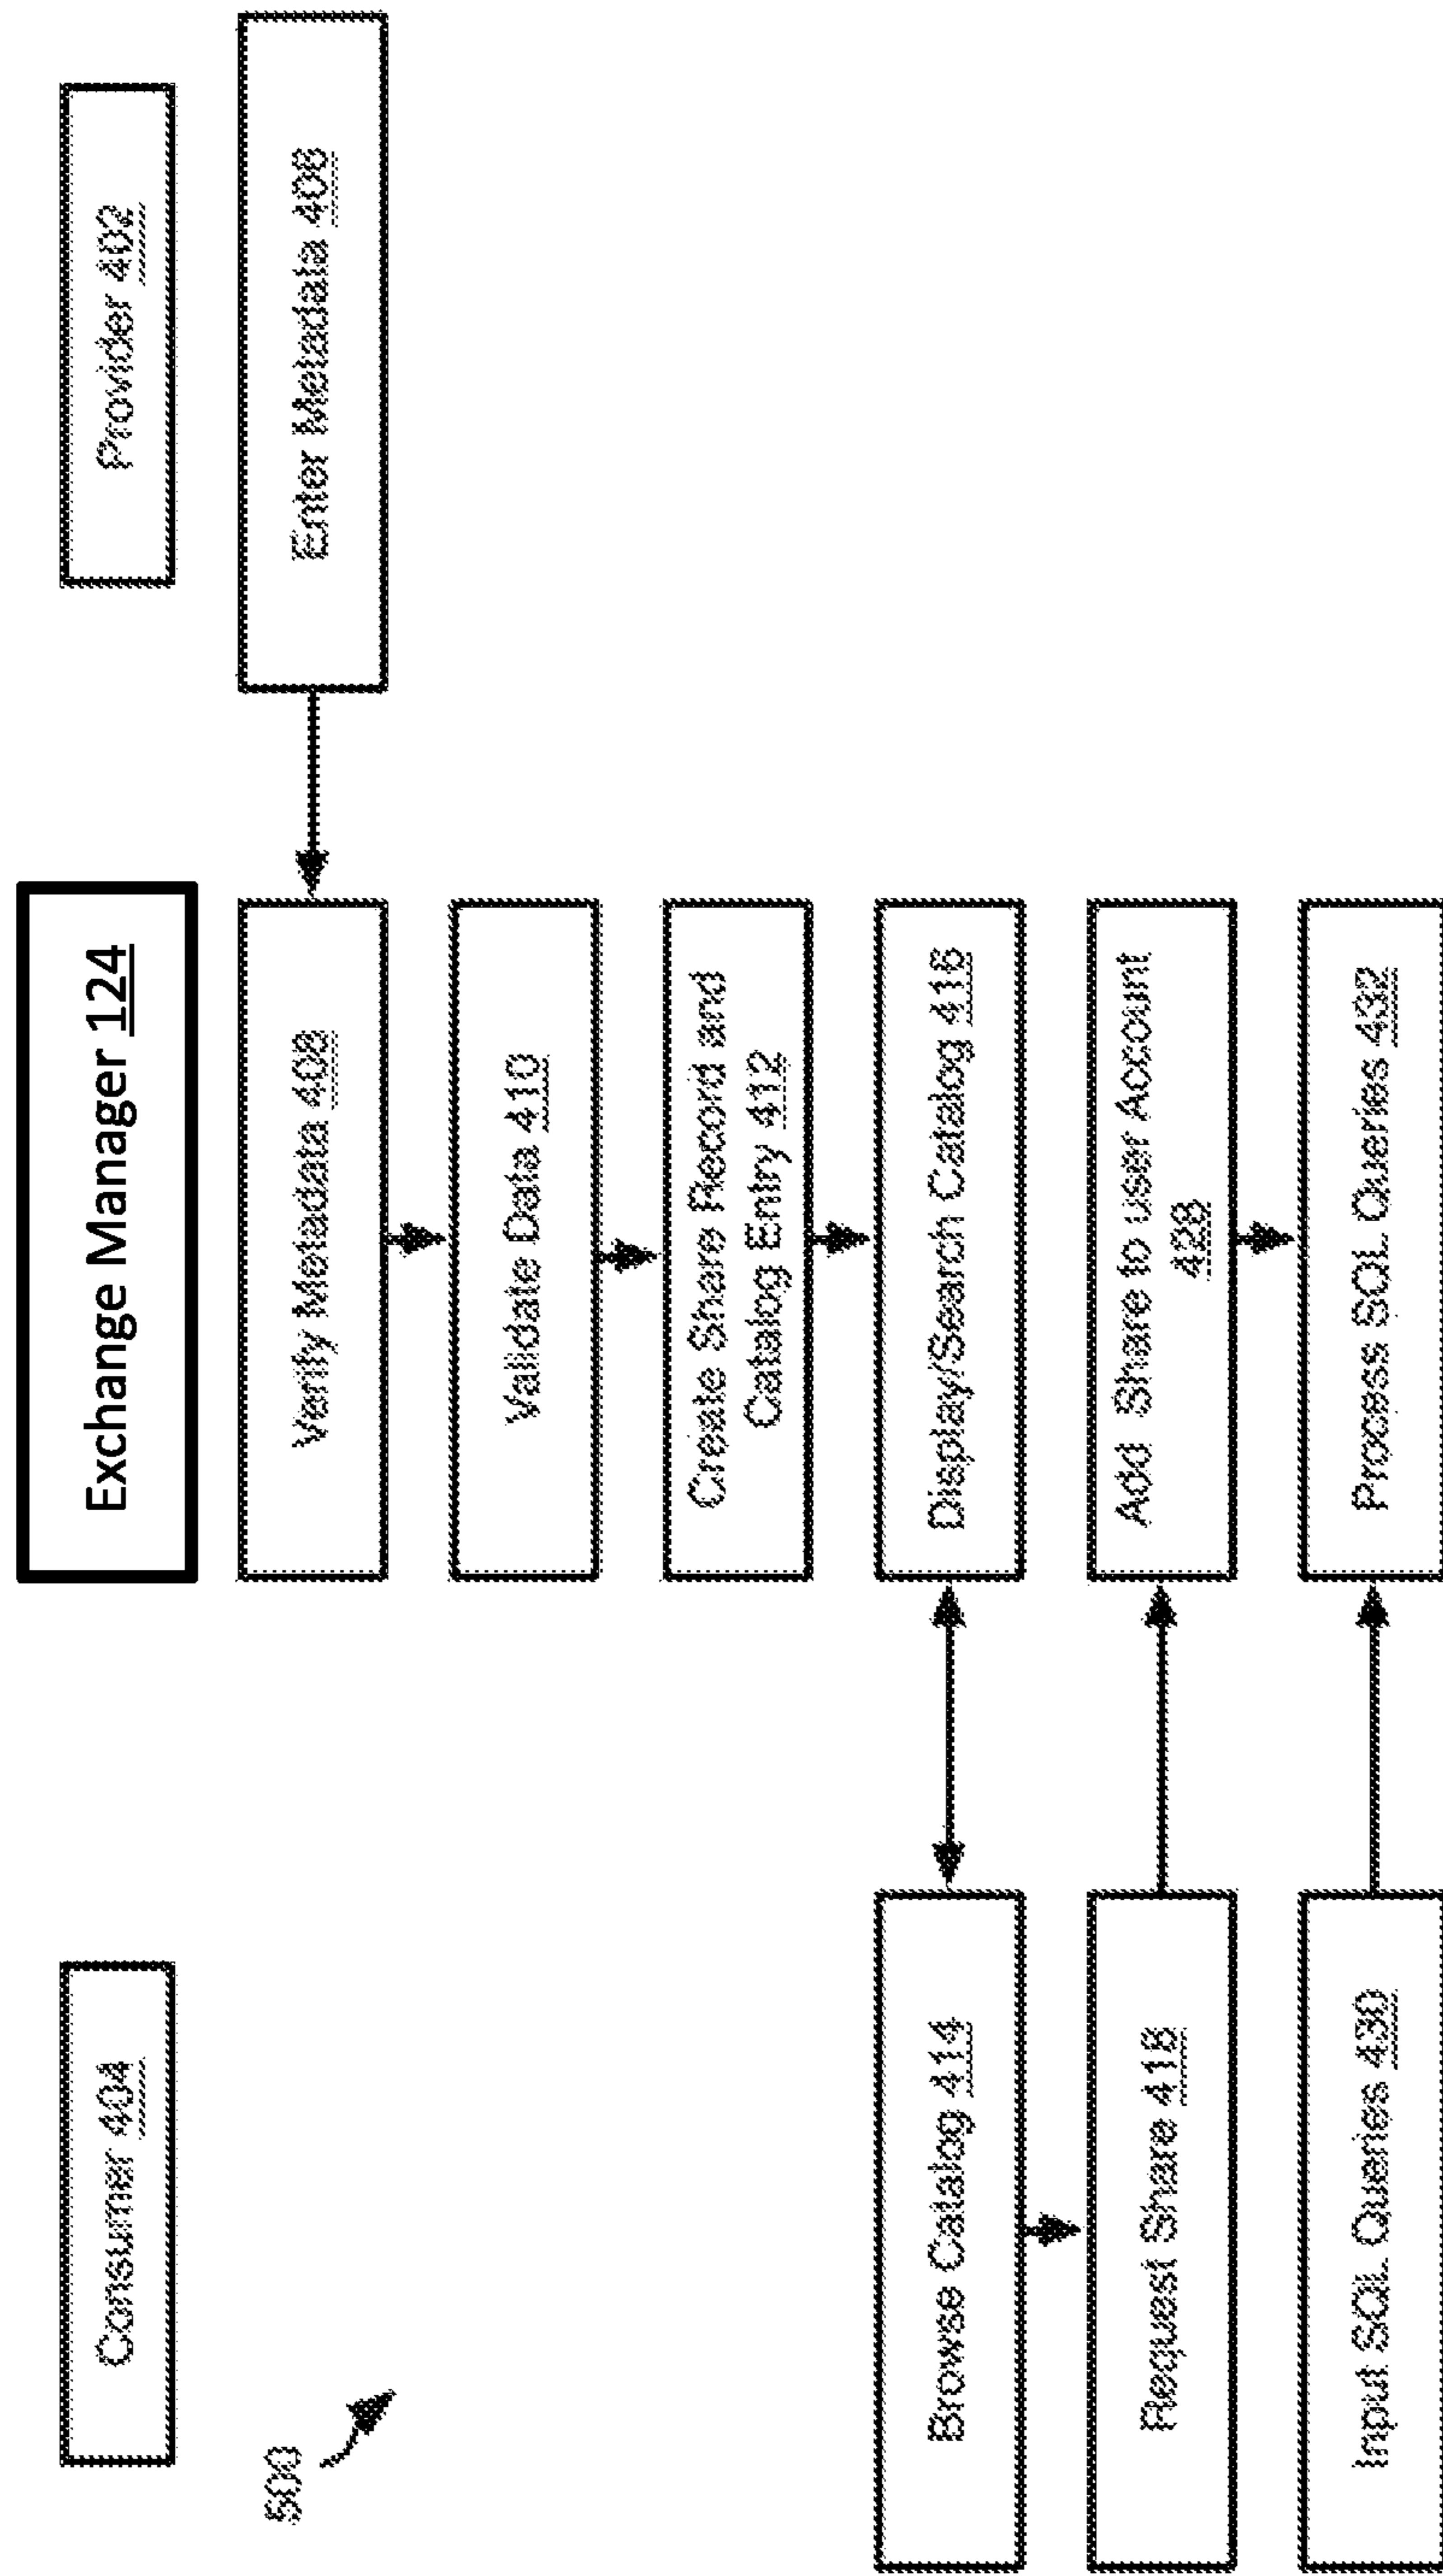 Consumer 404
Exchange Manager 124
Provider 402
500
Verify Metadata 408
Enter Metadata 406
Validate Data 410
Create Share Record and
Catalog Entry 412
Browse Catalog 414
Display/Search Catalog 416
Request Share 418
Add Share to user Account
428
Input SQL Queries 430
Process SQL Queries 432